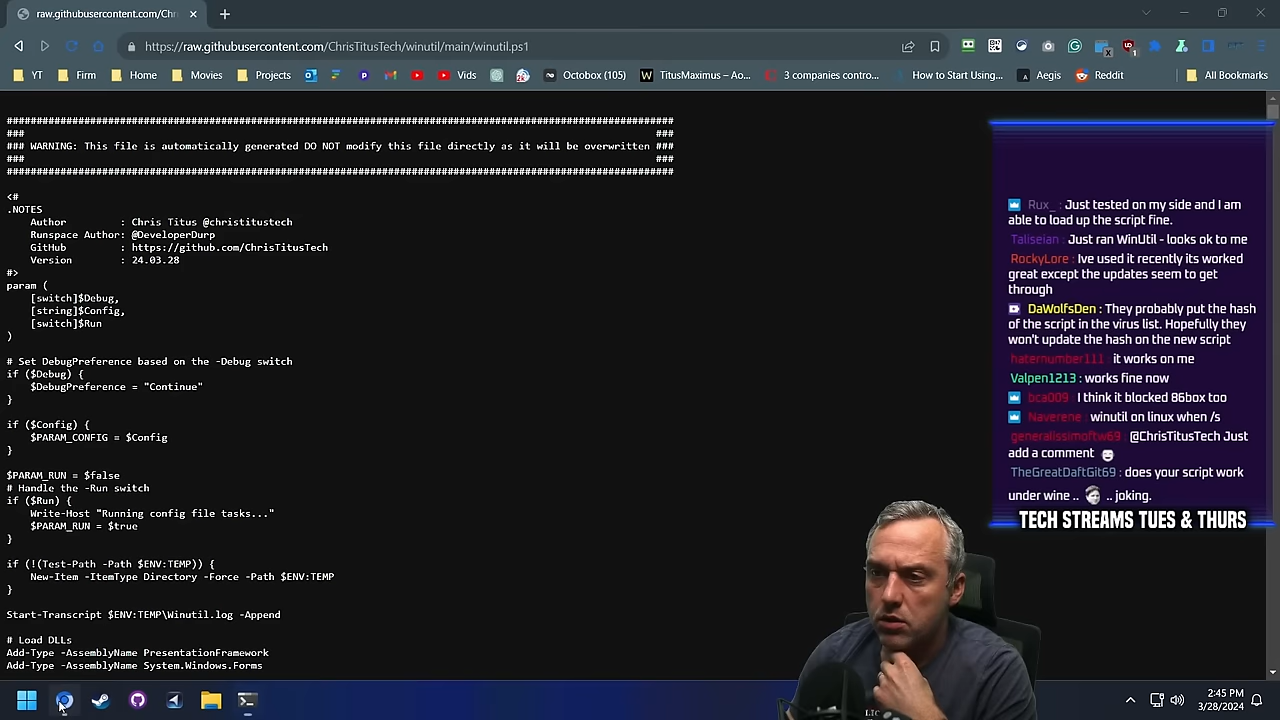 raw.githubusercontent.com/Chr
https://raw.githubusercontent.com/ChrisTitusTech/winutil/main/winutil.ps1
YT
Firm
Home
Movies
Projects
Vids
Octobox (105)
TitusMaximus – Ao...
3 companies contro...
How to Start Using...
Aegis
Reddit
All Bookmarks
###############################################################################################################
### ###
### WARNING: This file is automatically generated DO NOT modify this file directly as it will be overwritten ###
### ###
###############################################################################################################
<#
.NOTES
Author : Chris Titus @christitustech
Runspace Author: @DeveloperDurp
GitHub : https://github.com/ChrisTitusTech
Version : 24.03.28
#>
param (
[switch]$Debug,
[string]$Config,
[switch]$Run
)
# Set DebugPreference based on the -Debug switch
if ($Debug) {
$DebugPreference = "Continue"
}
if ($Config) {
$PARAM_CONFIG = $Config
}
$PARAM_RUN = $false
# Handle the -Run switch
if ($Run) {
Write-Host "Running config file tasks..."
$PARAM_RUN = $true
}
if (!(Test-Path -Path $ENV:TEMP)) {
New-Item -ItemType Directory -Force -Path $ENV:TEMP
}
Start-Transcript $ENV:TEMP\Winutil.log -Append
# Load DLLs
Add-Type -AssemblyName PresentationFramework
Add-Type -AssemblyName System.Windows.Forms
Rux_ : Just tested on my side and I am
able to load up the script fine.
Taliseian : Just ran WinUtil - looks ok to me
RockyLore : Ive used it recently its worked
great except the updates seem to get
through
DaWolfsDen : They probably put the hash
of the script in the virus list. Hopefully they
won't update the hash on the new script
haternumber111 : it works on me
Valpen1213 : works fine now
bca009 : I think it blocked 86box too
Naverene : winutil on linux when /s
generalissimoftw69 : @ChrisTitusTech Just
add a comment
TheGreatDaftGit69 : does your script work
under wine .. .. joking.
TECH STREAMS TUES & THURS
2:45 PM
3/28/2024